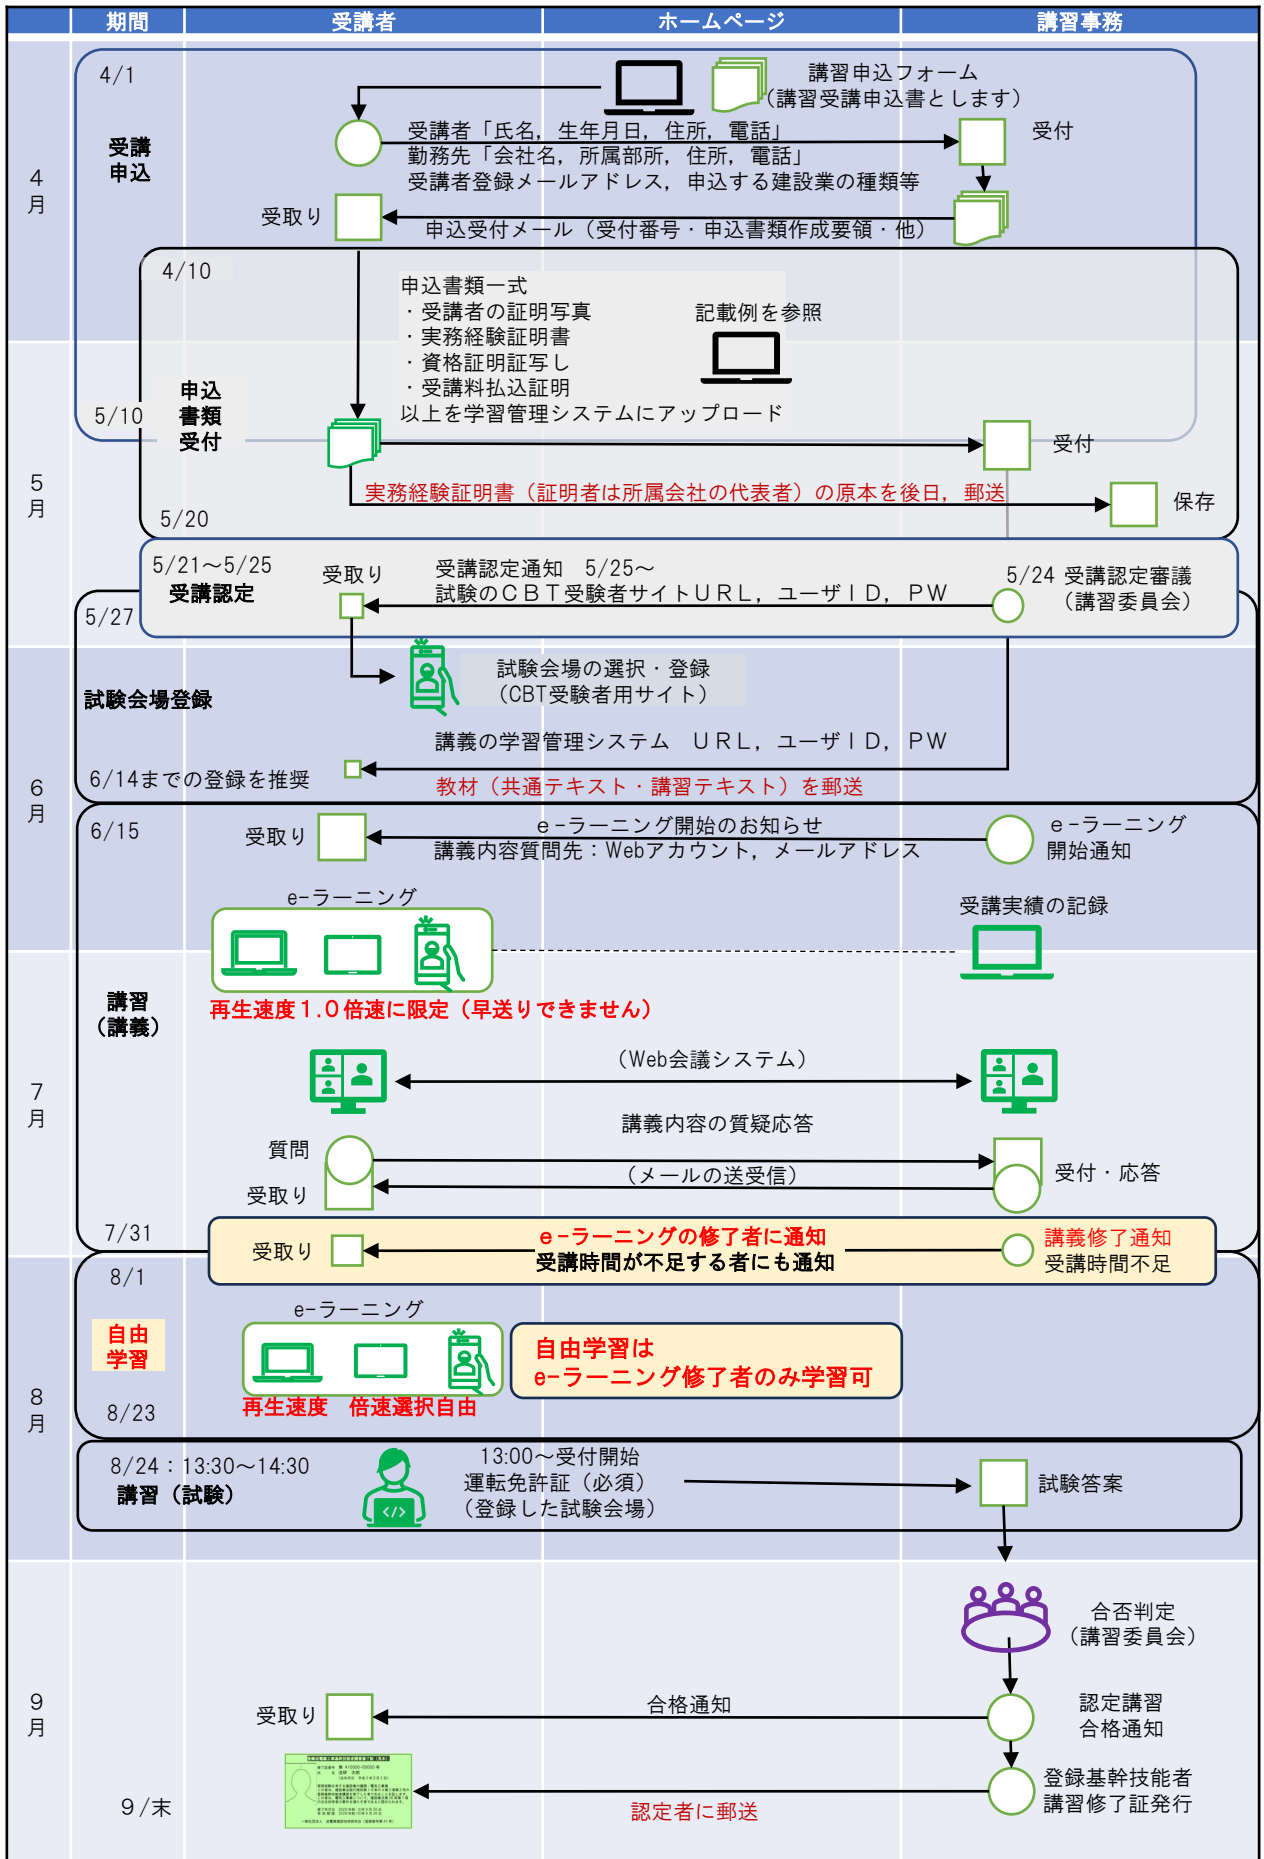 期間 受講者 ホームページ 講習事務
4月
4/1
受講
申込
講習申込フォーム
（講習受講申込書とします）
受講者「氏名，生年月日，住所，電話」
勤務先「会社名，所属部所，住所，電話」
受講者登録メールアドレス，申込する建設業の種類等
受付
受取り
申込受付メール（受付番号・申込書類作成要領・他）
4/10
申込書類一式
・受講者の証明写真
・実務経験証明書
・資格証明証写し
・受講料払込証明
以上を学習管理システムにアップロード
記載例を参照
5/10
申込
書類
受付
受付
5月
実務経験証明書（証明者は所属会社の代表者）の原本を後日，郵送
保存
5/20
5/21～5/25
受講認定
受取り
受講認定通知　5/25～
試験のＣＢＴ受験者サイトＵＲＬ，ユーザＩＤ，ＰＷ
5/24 受講認定審議
（講習委員会）
5/27
試験会場登録
試験会場の選択・登録
（CBT受験者用サイト）
講義の学習管理システム　ＵＲＬ，ユーザＩＤ，ＰＷ
6/14までの登録を推奨
教材（共通テキスト・講習テキスト）を郵送
6月
6/15
受取り
ｅ-ラーニング開始のお知らせ
講義内容質問先：Webアカウント，メールアドレス
ｅ-ラーニング
開始通知
e-ラーニング
受講実績の記録
再生速度１.０倍速に限定（早送りできません）
講習
（講義）
7月
（Web会議システム）
講義内容の質疑応答
質問
（メールの送受信）
受取り
受付・応答
7/31
受取り
ｅ-ラーニングの修了者に通知
受講時間が不足する者にも通知
講義修了通知
受講時間不足
8月
8/1
自由
学習
e-ラーニング
自由学習は
e-ラーニング修了者のみ学習可
再生速度　倍速選択自由
8/23
8/24：13:30～14:30
講習（試験）
</>
13:00～受付開始
運転免許証（必須）
（登録した試験会場）
試験答案
合否判定
（講習委員会）
9月
受取り
合格通知
認定講習
合格通知
登録基幹技能者
講習修了証発行
認定者に郵送
9/末